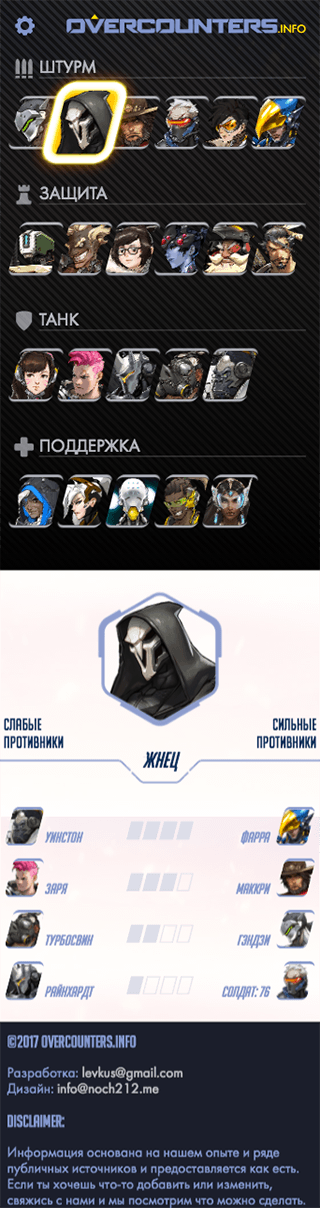 OVERCOUNTERS.INFO
ШТУРМ
ЗАЩИТА
ТАНК
ПОДДЕРЖКА
СЛАБЫЕ
ПРОТИВНИКИ
СИЛЬНЫЕ
ПРОТИВНИКИ
ЖНЕЦ
УИНСТОН
ФАРРА
ЗАРЯ
МАККРИ
ТУРБОСВИН
ГЭНДЗИ
РАЙНХАРДТ
СОЛДАТ: 76
©2017 OVERCOUNTERS.INFO
Разработка: levkus@gmail.com
Дизайн: info@noch212.me
DISCLAIMER:
Информация основана на нашем опыте и ряде
публичных источников и предоставляется как есть.
Если ты хочешь что-то добавить или изменить,
свяжись с нами и мы посмотрим что можно сделать.